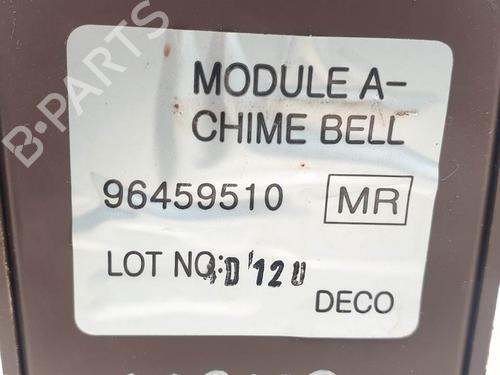 B-PARTS
MODULE A-
CHIME BELL
96459510 MR
LOT NO:
DECO